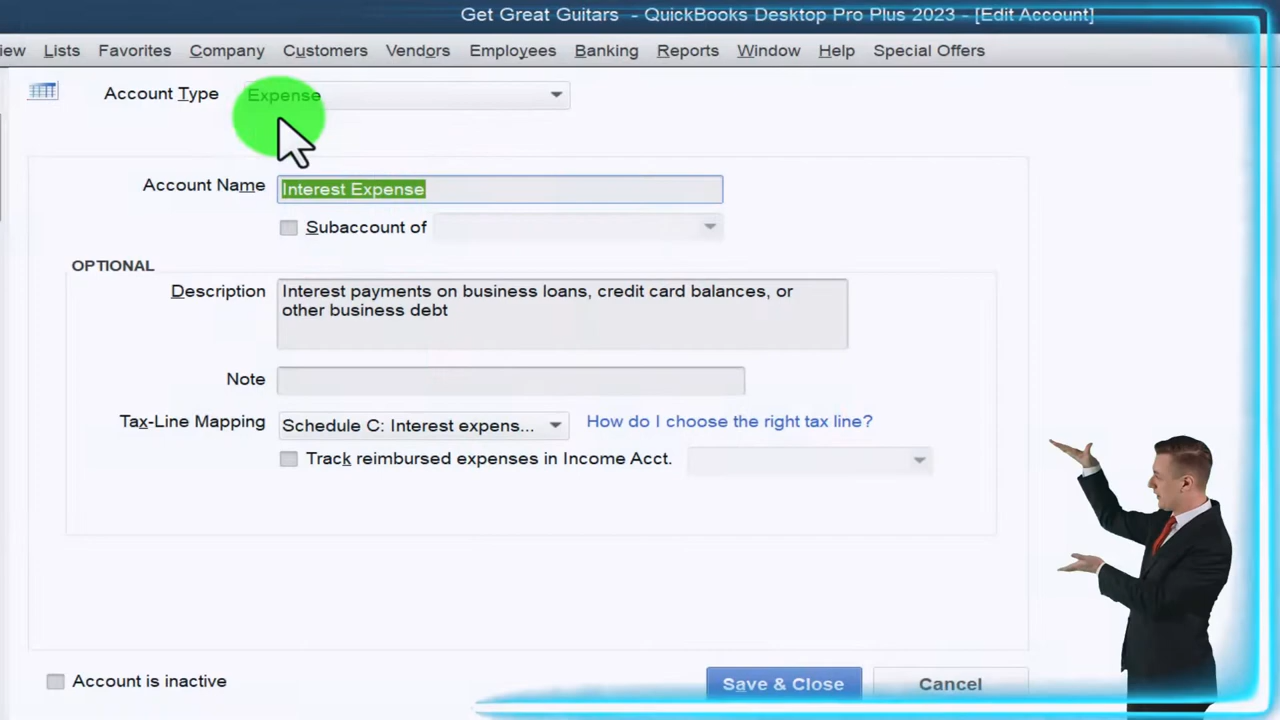 Get Great Guitars - QuickBooks Desktop Pro Plus 2023 - [Edit Account]
iew Lists Favorites Company Customers Vendors Employees Banking Reports Window Help Special Offers
Account Type Expense
Account Name Interest Expense
Subaccount of
OPTIONAL
Description Interest payments on business loans, credit card balances, or
other business debt
Note
Tax-Line Mapping Schedule C: Interest expens... How do I choose the right tax line?
Track reimbursed expenses in Income Acct.
Account is inactive Save & Close Cancel